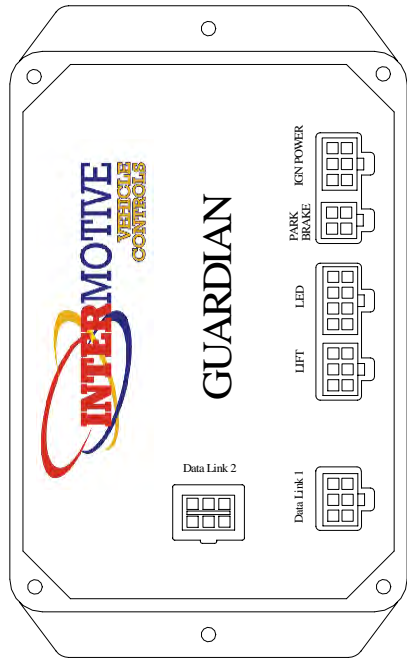 INTERMOTIVE
VEHICLE
CONTROLS
GUARDIAN
IGN POWER
PARK
BRAKE
LED
LIFT
Data Link 2
Data Link 1